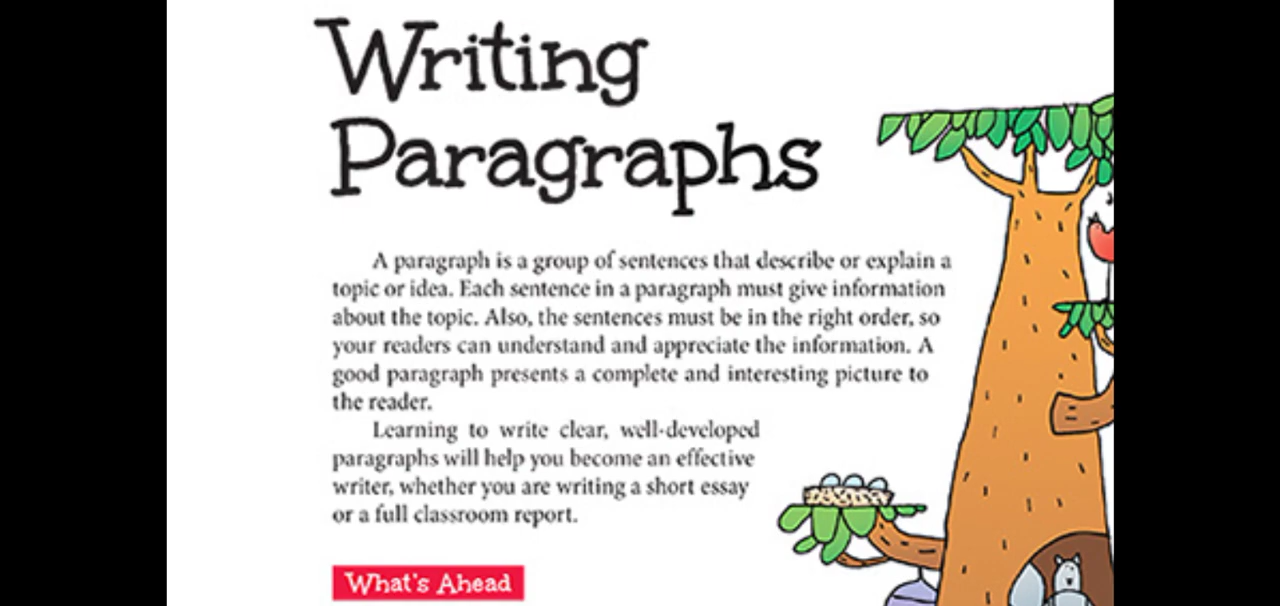 Writing
Paragraphs
A paragraph is a group of sentences that describe or explain a
topic or idea. Each sentence in a paragraph must give information
about the topic. Also, the sentences must be in the right order, so
your readers can understand and appreciate the information. A
good paragraph presents a complete and interesting picture to
the reader.
Learning to write clear, well-developed
paragraphs will help you become an effective
writer, whether you are writing a short essay
or a full classroom report.
What's Ahead